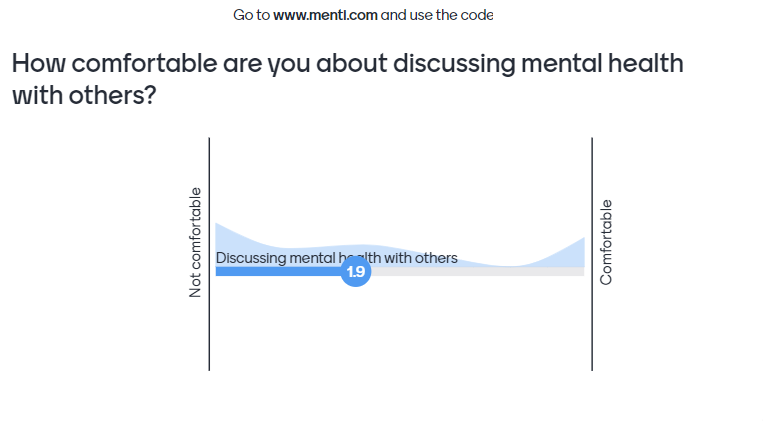 Go to www.menti.com and use the code
How comfortable are you about discussing mental health
with others?
Not comfortable
Discussing mental health with others
1.9
Comfortable